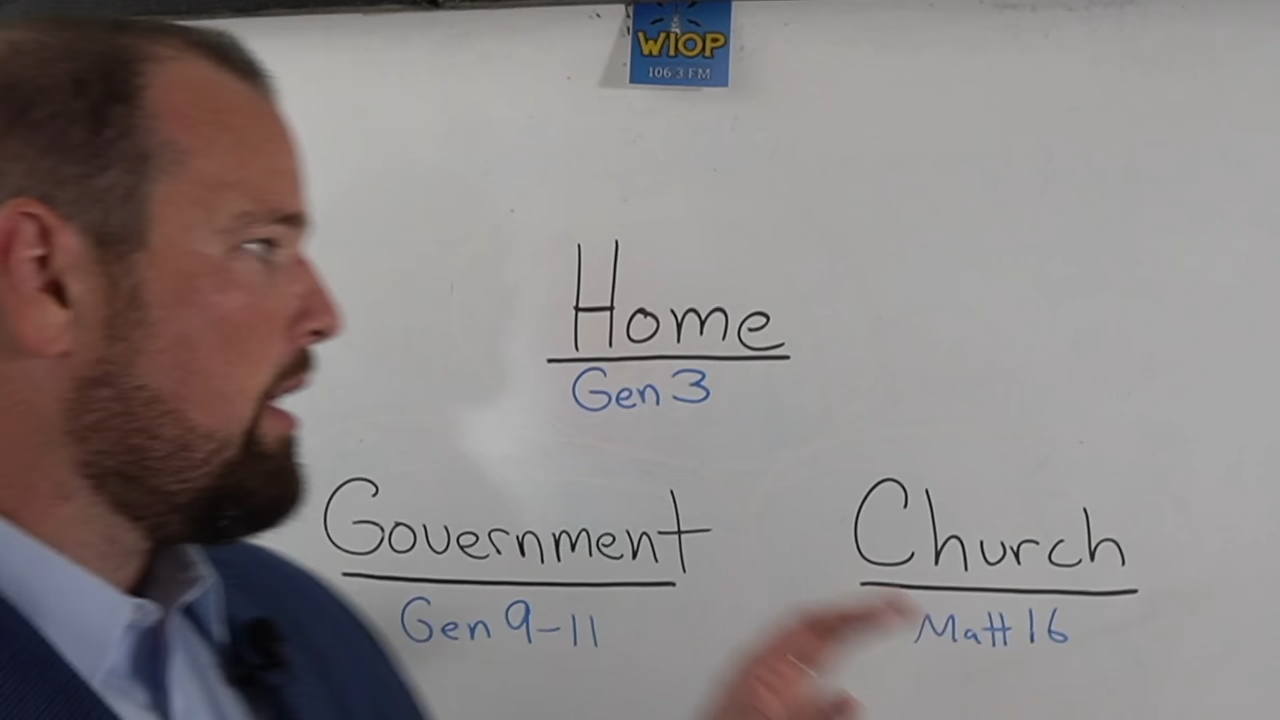 WIOP
106.3 FM
Home
Gen 3
Government
Gen 9-11
Church
Matt 16